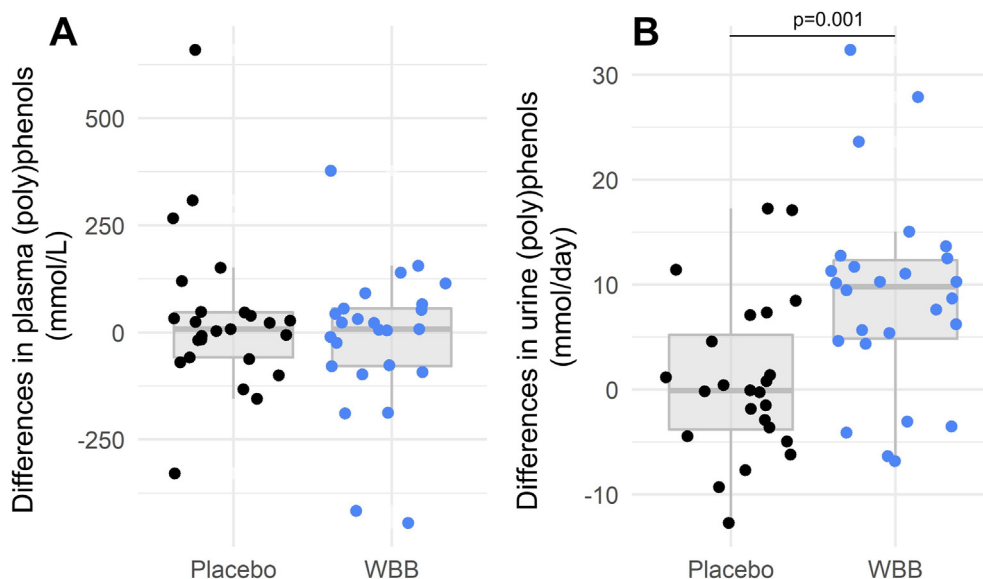 A
Differences in plasma (poly)phenols
(mmol/L)
500
250
0
-250
Placebo
WBB
B
p=0.001
Differences in urine (poly)phenols
(mmol/day)
30
20
10
0
-10
Placebo
WBB